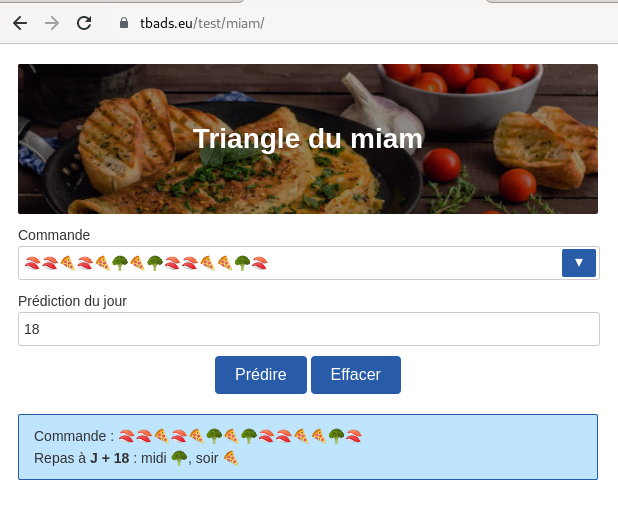 tbads.eu/test/miam/
Triangle du miam
Commande
🍣🍣🍕🍣🍕🥦🍕🥦🍣🍣🍕🍕🥦🍣
▼
Prédiction du jour
18
Prédire Effacer
Commande : 🍣🍣🍕🍣🍕🥦🍕🥦🍣🍣🍕🍕🥦🍣
Repas à J + 18 : midi 🥦, soir 🍕